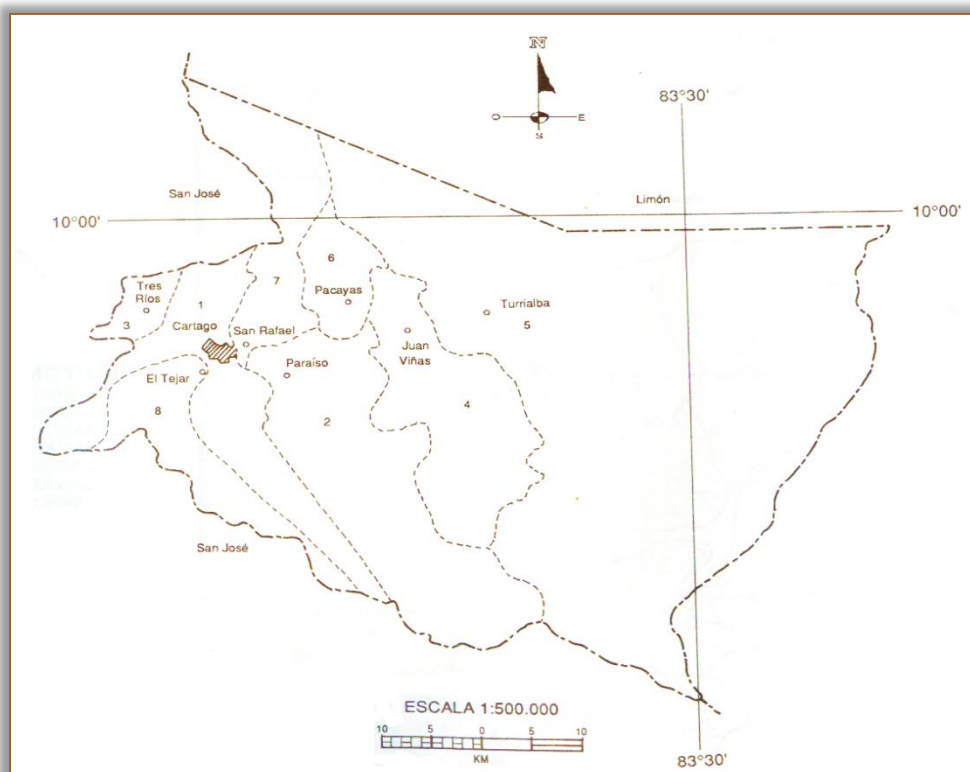 N
O E
S
83°30'
San José
Limón
10°00' 10°00'
6
7
Tres
Ríos
Pacayas
1
Turrialba
3
Cartago
San Rafael
5
Juan
Viñas
Paraíso
El Tejar
4
8
2
San José
ESCALA 1:500.000
10 5 0 5 10
KM
83°30'